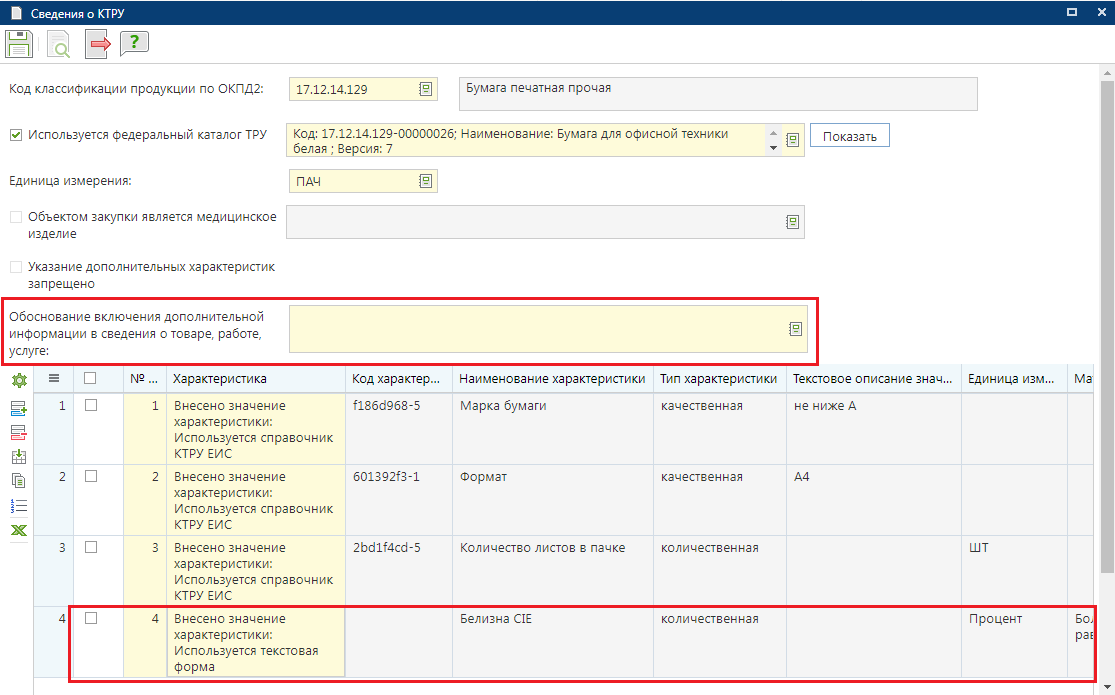 Сведения о КТРУ
Код классификации продукции по ОКПД2:
17.12.14.129
Бумага печатная прочая
Используется федеральный каталог ТРУ
Код: 17.12.14.129-00000026; Наименование: Бумага для офисной техники
белая ; Версия: 7
Показать
Единица измерения:
ПАЧ
Объектом закупки является медицинское
изделие
Указание дополнительных характеристик
запрещено
Обоснование включения дополнительной
информации в сведения о товаре, работе,
услуге:
№ ... Характеристика Код характер... Наименование характеристики Тип характеристики Текстовое описание знач... Единица изм... Мат
1 1 Внесено значение f186d968-5 Марка бумаги качественная не ниже А
характеристики:
Используется справочник
КТРУ ЕИС
2 2 Внесено значение 601392f3-1 Формат качественная А4
характеристики:
Используется справочник
КТРУ ЕИС
3 3 Внесено значение 2bd1f4cd-5 Количество листов в пачке количественная ШТ
характеристики:
Используется справочник
КТРУ ЕИС
4 4 Внесено значение Белизна CIE количественная Процент Бол
характеристики: рав
Используется текстовая
форма